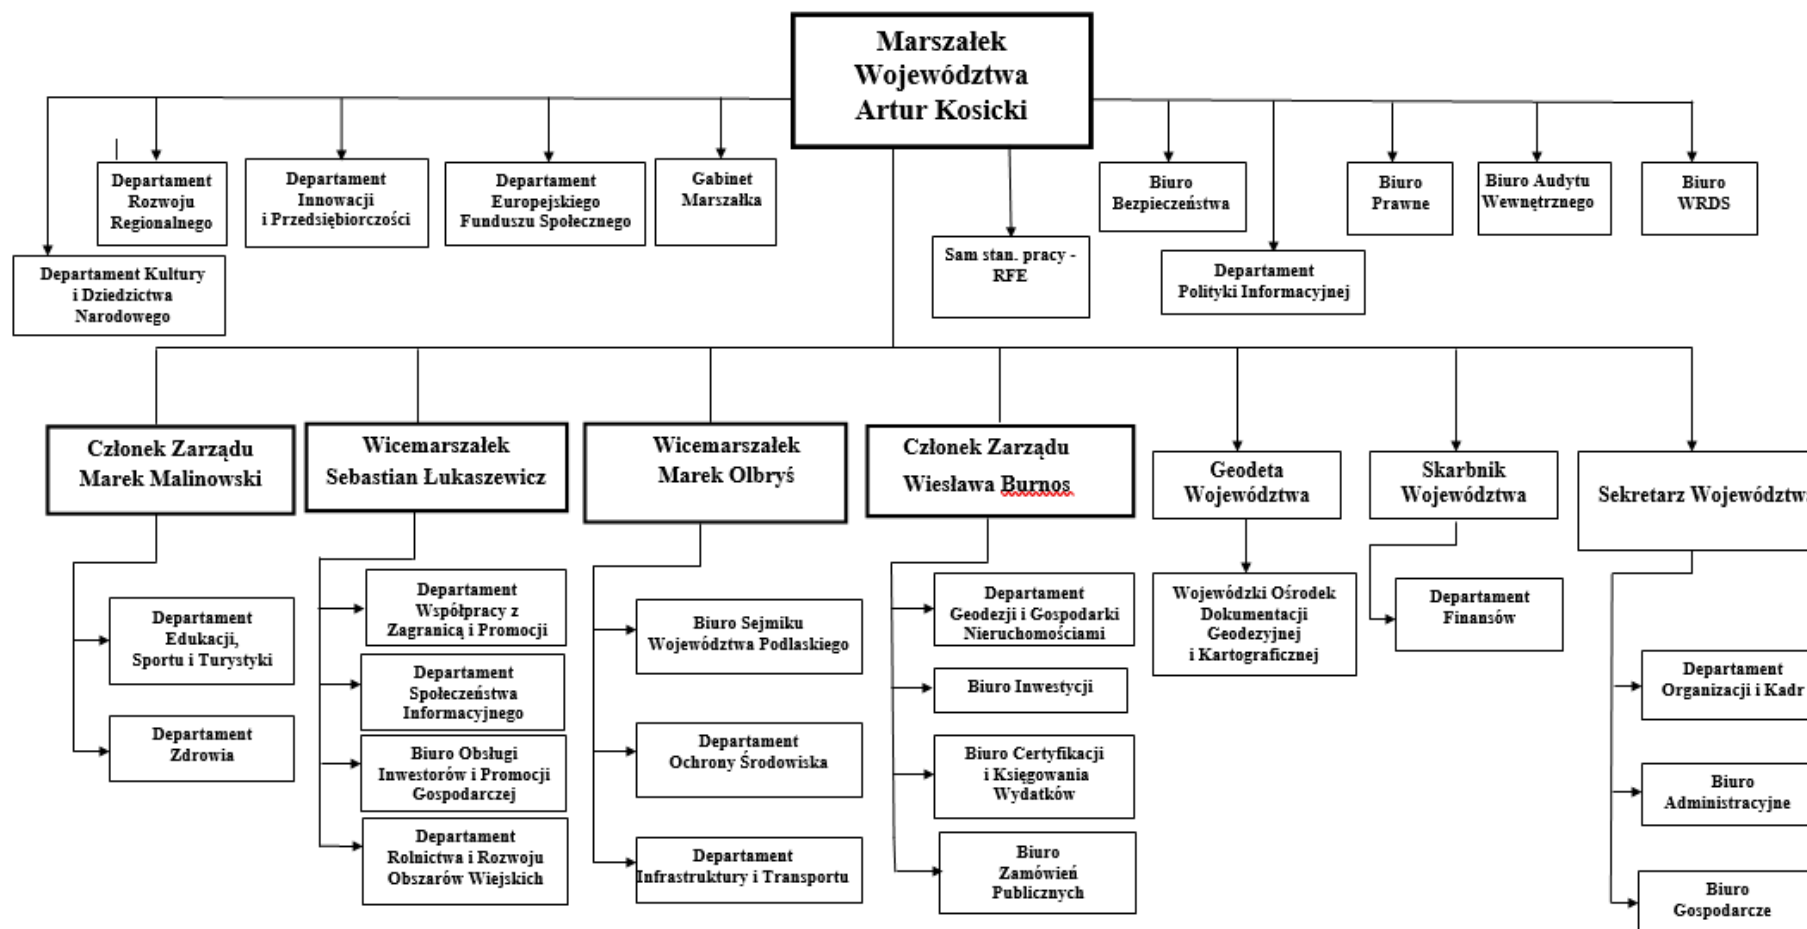 Marszałek
Województwa
Artur Kosicki
Departament
Rozwoju
Regionalnego
Departament
Innowacji
i Przedsiębiorczości
Departament
Europejskiego
Funduszu Społecznego
Gabinet
Marszałka
Biuro
Bezpieczeństwa
Biuro
Prawne
Biuro Audytu
Wewnętrznego
Biuro
WRDS
Departament Kultury
i Dziedzictwa
Narodowego
Sam stan. pracy -
RFE
Departament
Polityki Informacyjnej
Członek Zarządu
Marek Malinowski
Wicemarszałek
Sebastian Łukaszewicz
Wicemarszałek
Marek Olbryś
Członek Zarządu
Wiesława Burnos
Geodeta
Województwa
Skarbnik
Województwa
Sekretarz Województwa
Departament
Edukacji,
Sportu i Turystyki
Departament
Zdrowia
Departament
Współpracy z
Zagranicą i Promocji
Departament
Społeczeństwa
Informacyjnego
Biuro Obsługi
Inwestorów i Promocji
Gospodarczej
Departament
Rolnictwa i Rozwoju
Obszarów Wiejskich
Biuro Sejmiku
Województwa Podlaskiego
Departament
Ochrony Środowiska
Departament
Infrastruktury i Transportu
Departament
Geodezji i Gospodarki
Nieruchomościami
Biuro Inwestycji
Biuro Certyfikacji
i Księgowania
Wydatków
Biuro
Zamówień
Publicznych
Wojewódzki Ośrodek
Dokumentacji
Geodezyjnej
i Kartograficznej
Departament
Finansów
Departament
Organizacji i Kadr
Biuro
Administracyjne
Biuro
Gospodarcze